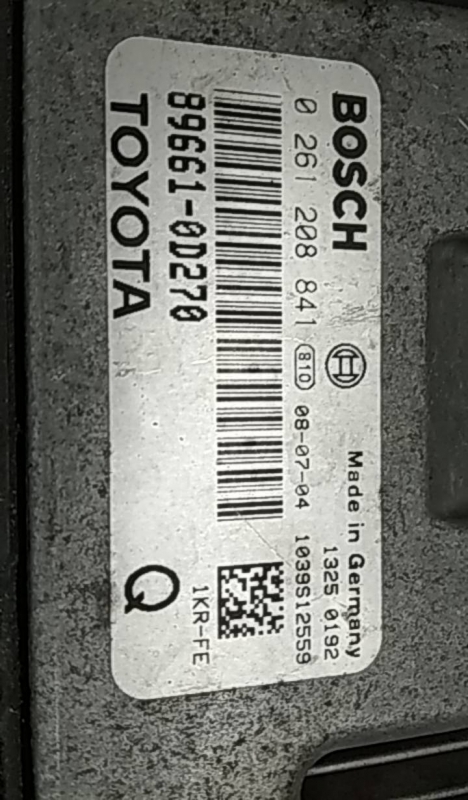 BOSCH
Made in Germany
1325 0192
0 261 208 841 810 08-07-04 1039S12559
89661-0D270
1KR-FE
TOYOTA
Q